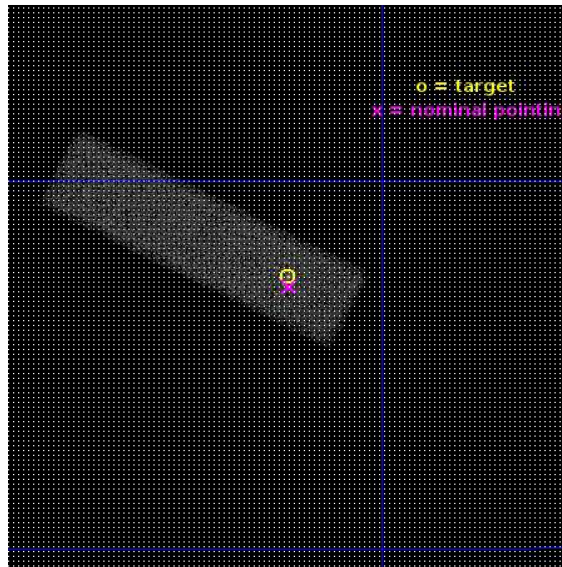 o = target
x = nominal pointin